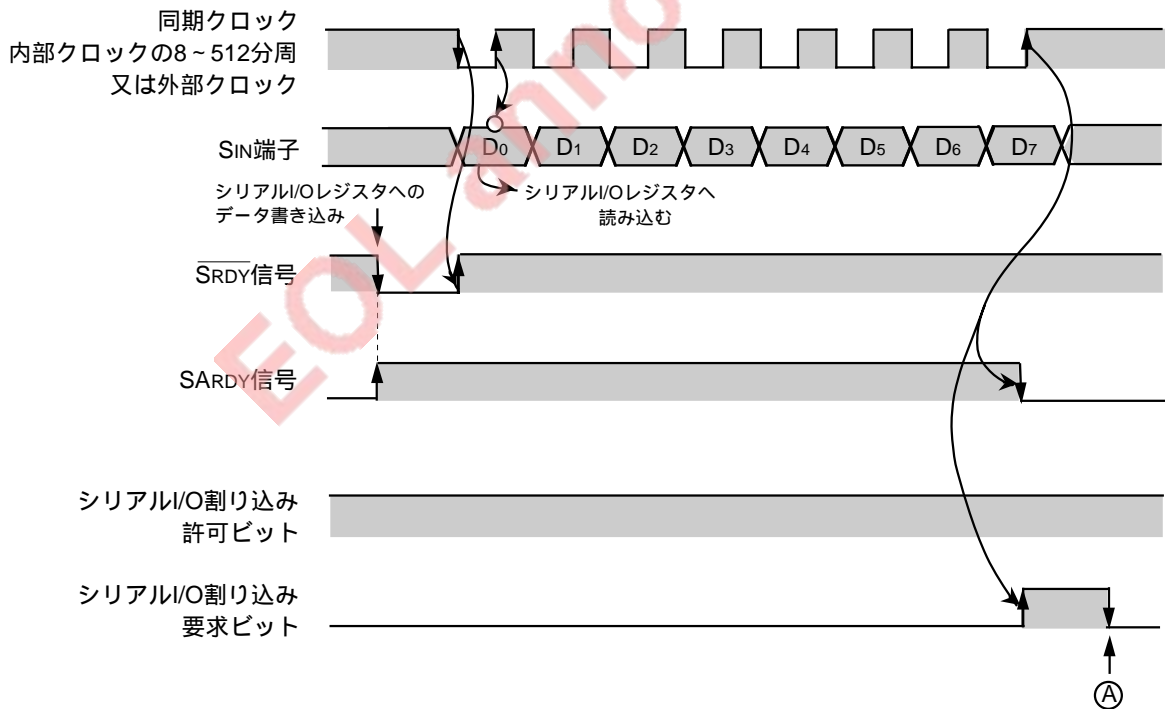 同期クロック
内部クロックの8～512分周
又は外部クロック
SIN端子
D0 D1 D2 D3 D4 D5 D6 D7
シリアルI/Oレジスタへの
データ書き込み
シリアルI/Oレジスタへ
読み込む
SRDY信号
SARDY信号
シリアルI/O割り込み
許可ビット
シリアルI/O割り込み
要求ビット
Ⓐ
EOL anno